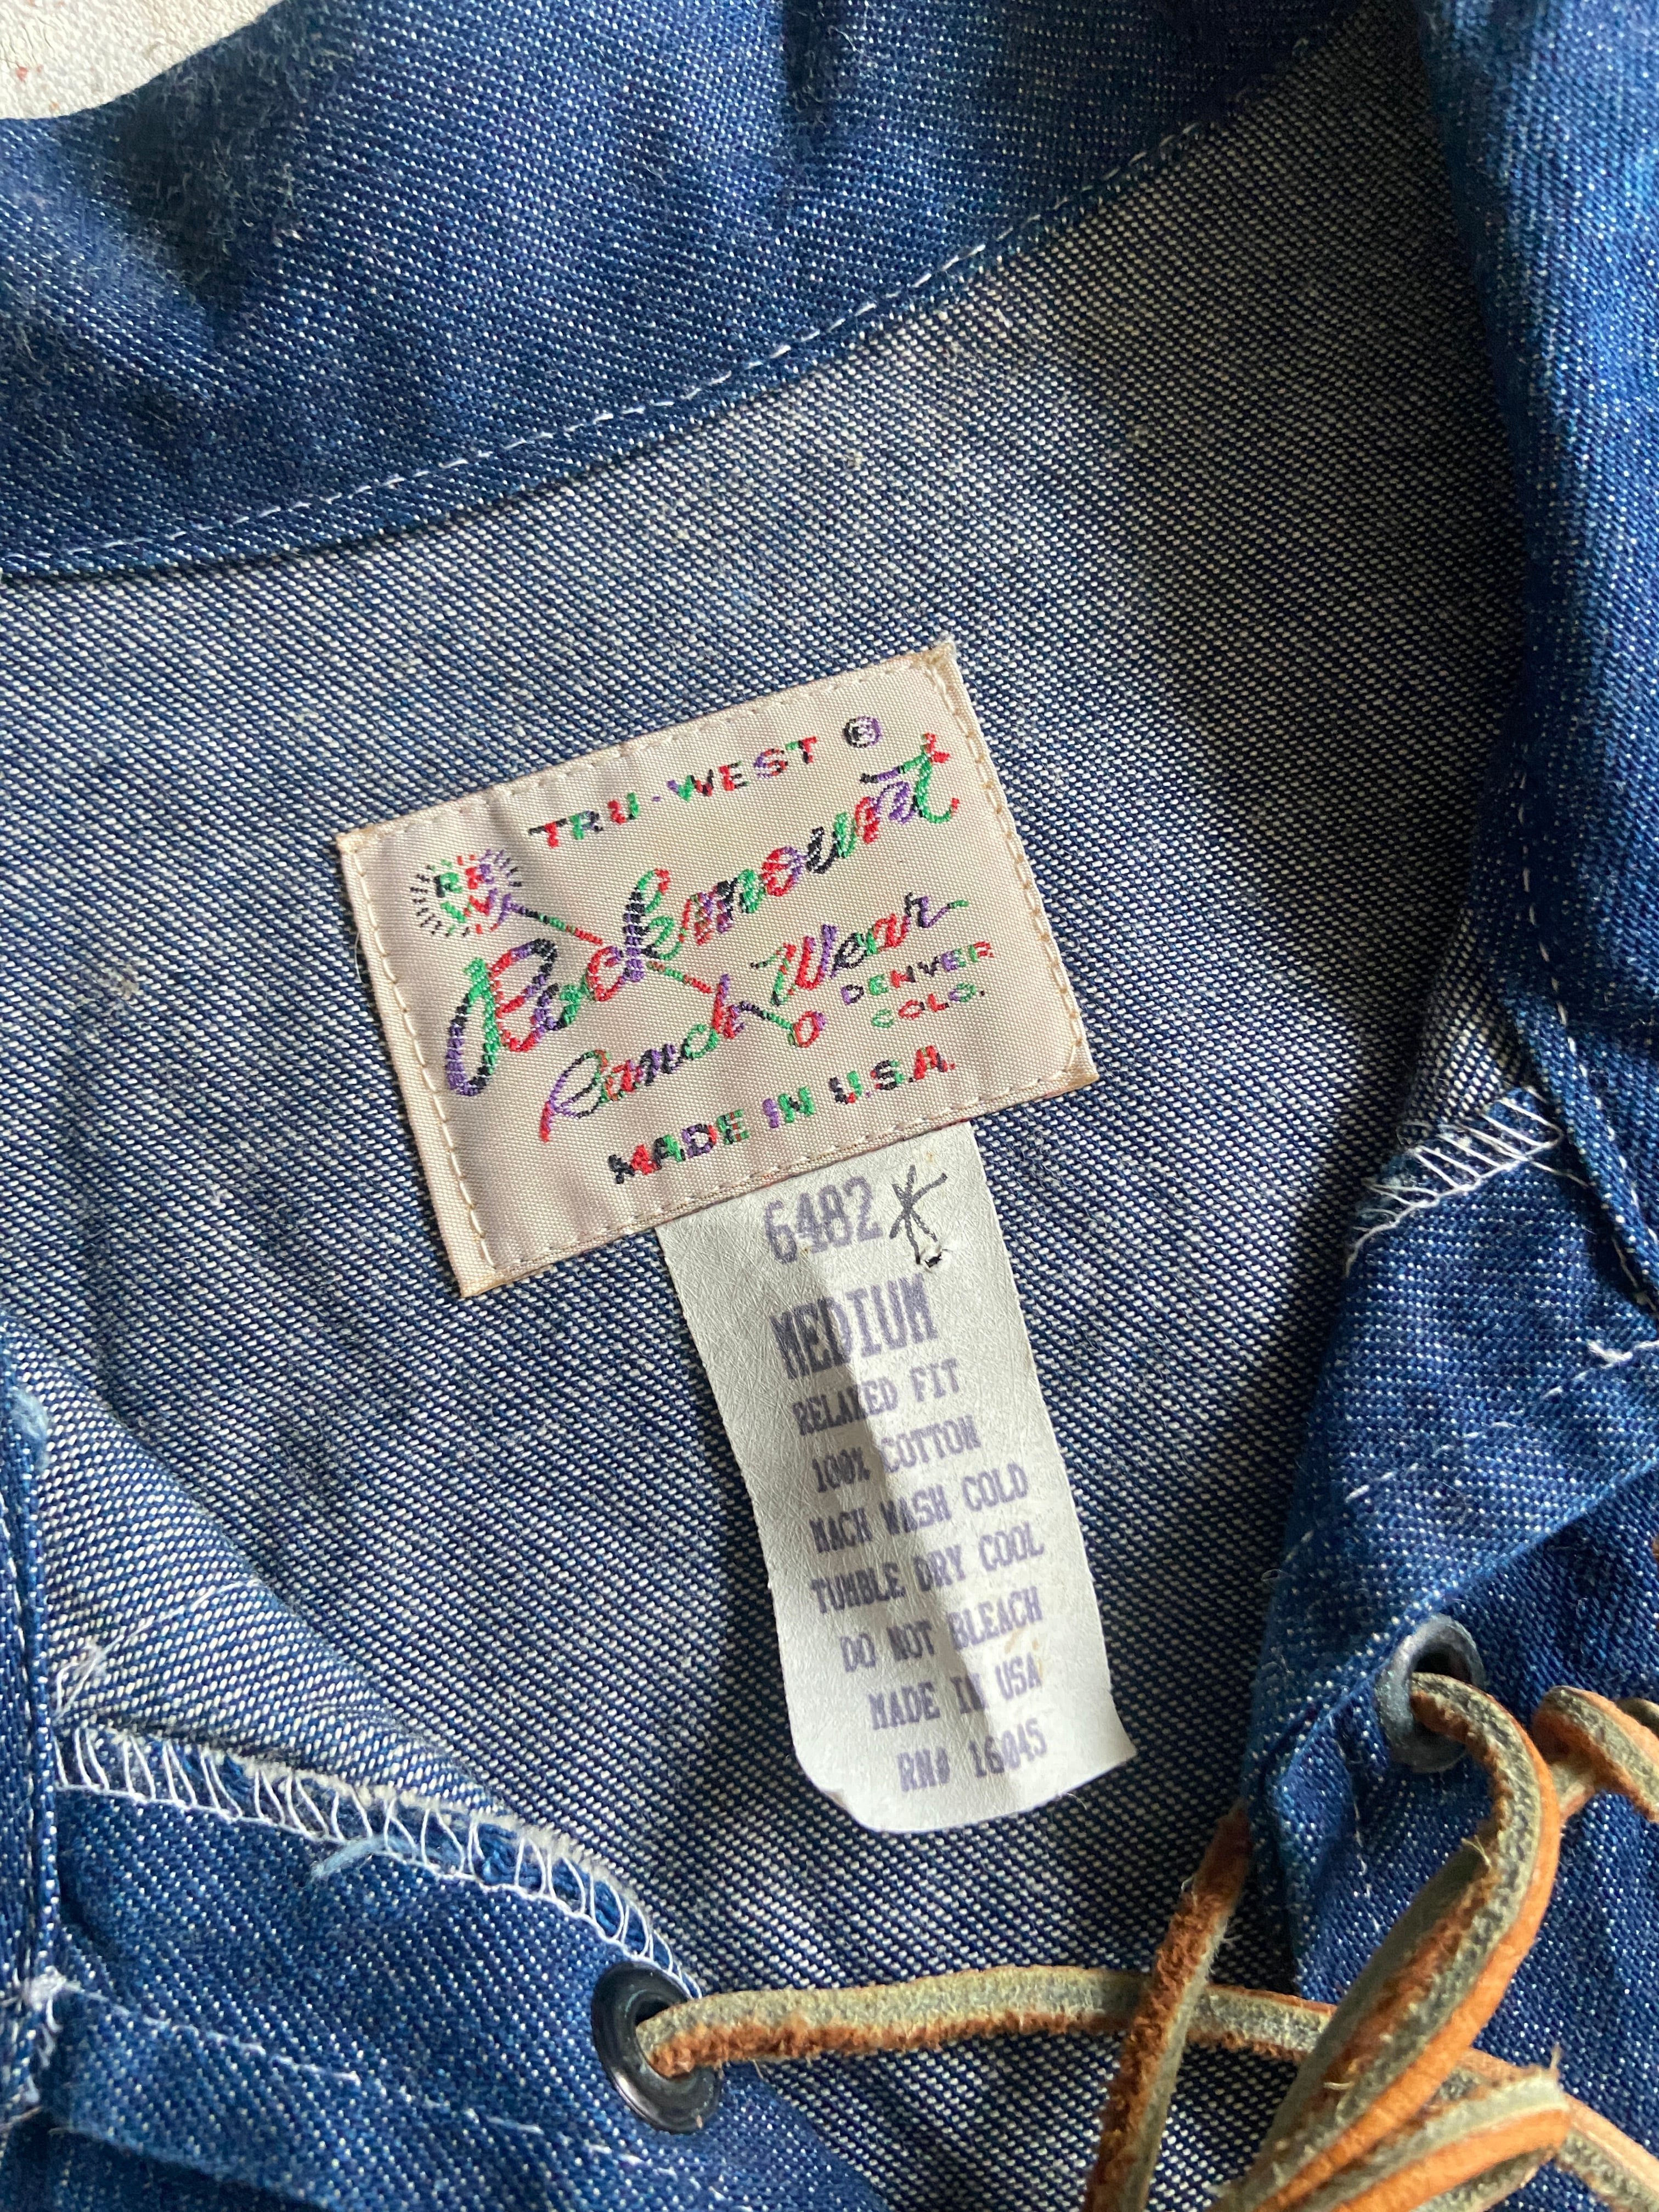 TRU-WEST ®
RR
W
Rockmount
Ranch Wear
DENVER
COLO.
MADE IN U.S.A.
6482 K
MEDIUM
RELAXED FIT
100% COTTON
MACH WASH COLD
TUMBLE DRY COOL
DO NOT BLEACH
MADE IN USA
RN# 16045